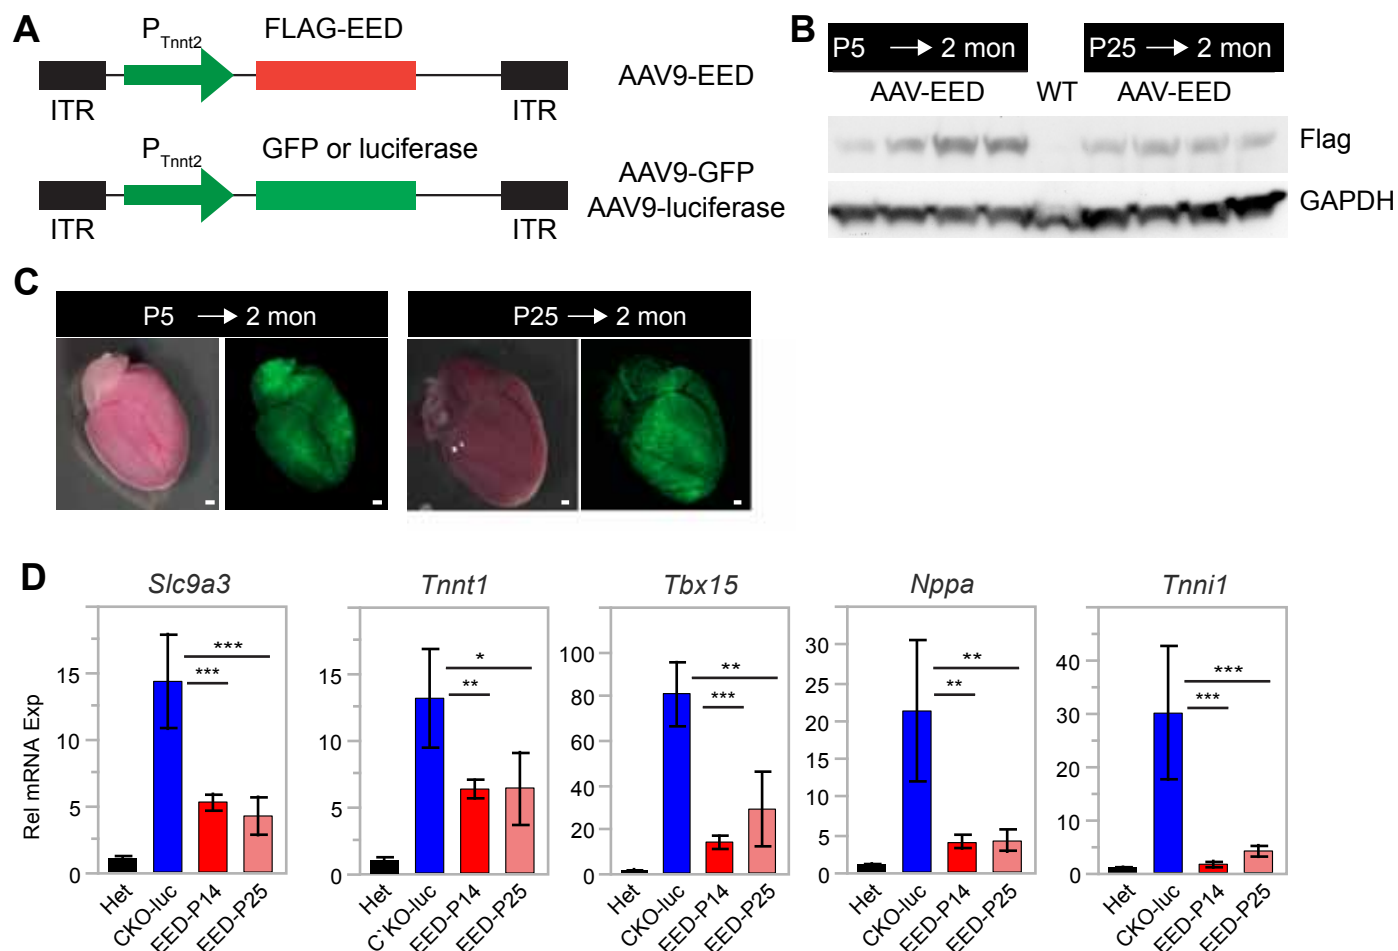 A
P Tnnt2 FLAG-EED
ITR ITR
AAV9-EED
P Tnnt2 GFP or luciferase
ITR ITR
AAV9-GFP
AAV9-luciferase
B
P5 → 2 mon P25 → 2 mon
AAV-EED WT AAV-EED
Flag
GAPDH
C
P5 → 2 mon P25 → 2 mon
D
Rel mRNA Exp
Slc9a3
15
10
5
0
***
***
Het CKO-luc EED-P14 EED-P25
Tnnt1
15
10
5
0
*
**
Het C`KO-luc EED-P14 EED-P25
Tbx15
100
80
60
40
20
0
**
***
Het CKO-luc EED-P14 EED-P25
Nppa
30
25
20
15
10
5
0
**
**
Het CKO-luc EED-P14 EED-P25
Tnni1
40
30
20
10
0
***
***
Het CKO-luc EED-P14 EED-P25